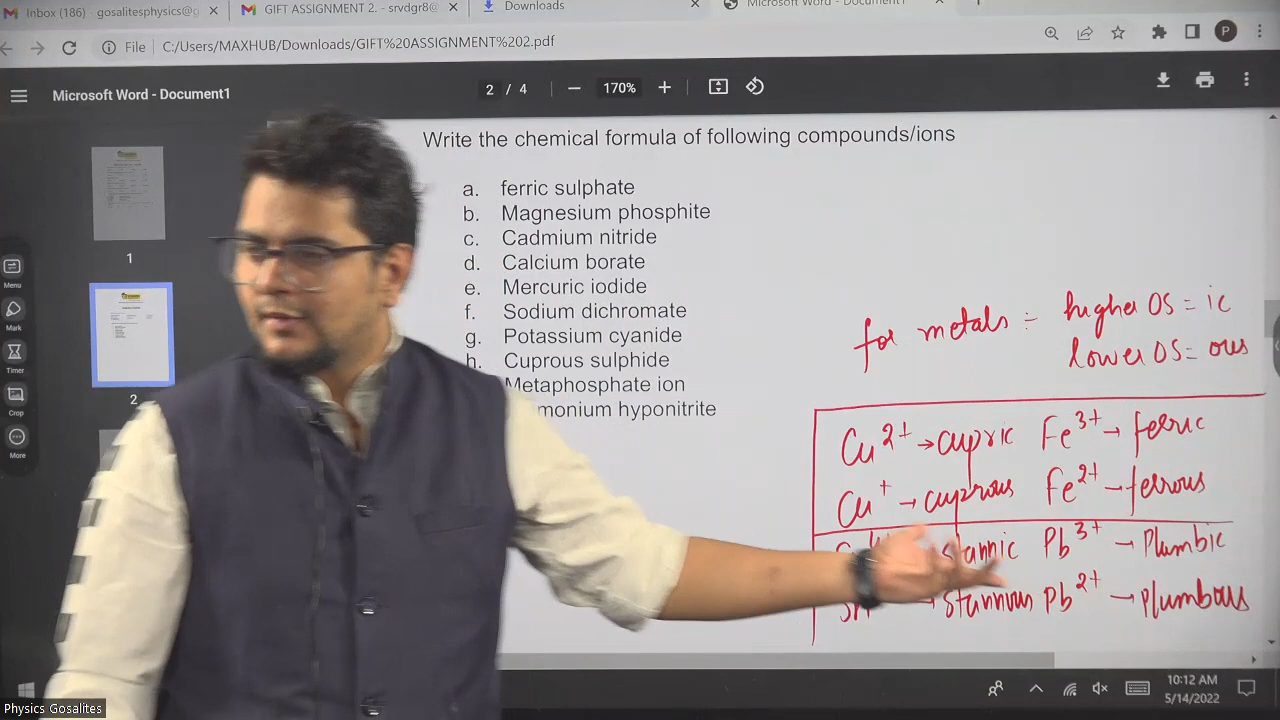 Inbox (186) - gosalitesphysics@g
GIFT ASSIGNMENT 2. - srvdgr8@
Downloads
Microsoft Word - Document1
File C:/Users/MAXHUB/Downloads/GIFT%20ASSIGNMENT%202.pdf
P
Microsoft Word - Document1
2 / 4
170%
Write the chemical formula of following compounds/ions
a. ferric sulphate
b. Magnesium phosphite
c. Cadmium nitride
d. Calcium borate
e. Mercuric iodide
f. Sodium dichromate
g. Potassium cyanide
h. Cuprous sulphide
Metaphosphate ion
hyponitrite
1
2
Menu
Mark
Timer
Crop
More
for metals :- higher OS = ic
lower OS = ous
Cu2+ → cupric Fe3+ → ferric
Cu+ → cuprous Fe2+ → ferrous
stannic Pb3+ → Plumbic
stannous Pb2+ → Plumbous
10:12 AM
5/14/2022
Physics Gosalites